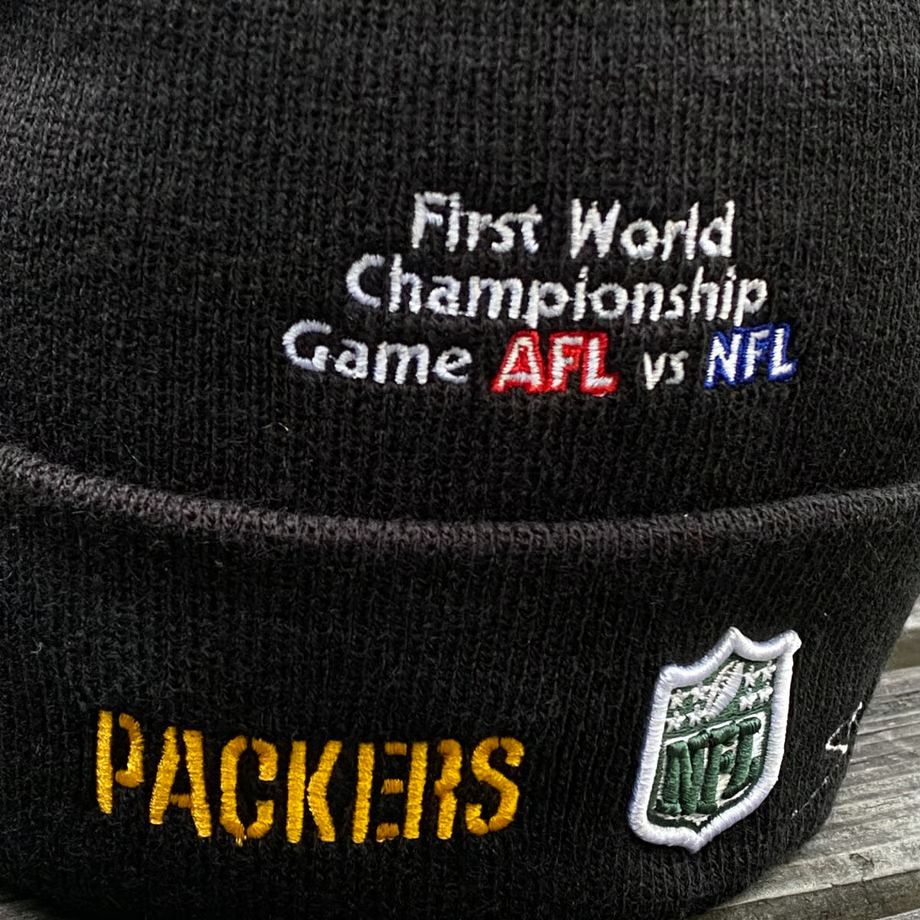 First World
Championship
Game AFL vs NFL
PACKERS
NFL